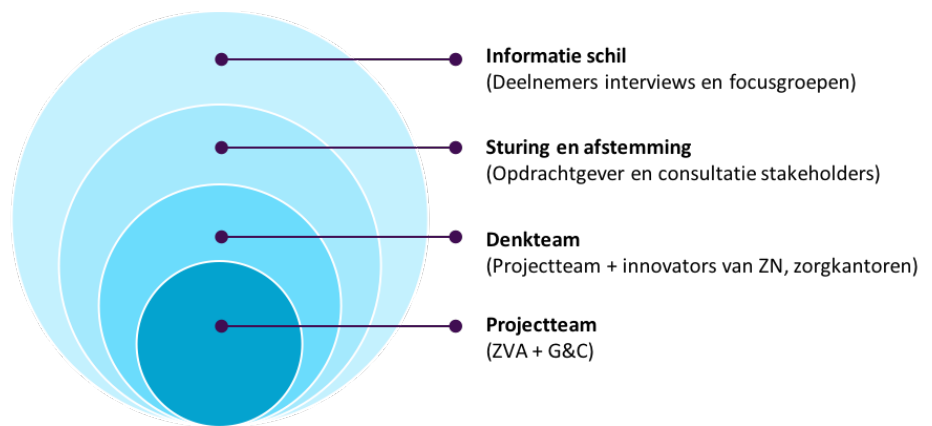 Informatie schil
(Deelnemers interviews en focusgroepen)
Sturing en afstemming
(Opdrachtgever en consultatie stakeholders)
Denkteam
(Projectteam + innovators van ZN, zorgkantoren)
Projectteam
(ZVA + G&C)